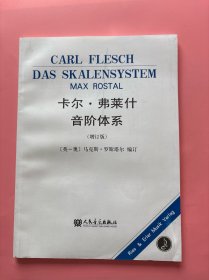 CARL FLESCH
DAS SKALENSYSTEM
MAX ROSTAL
卡尔·弗莱什
音阶体系
（增订版）
［英－奥］马克斯·罗斯塔尔 编订
人民音乐出版社
Ries & Erler Musik Verlag